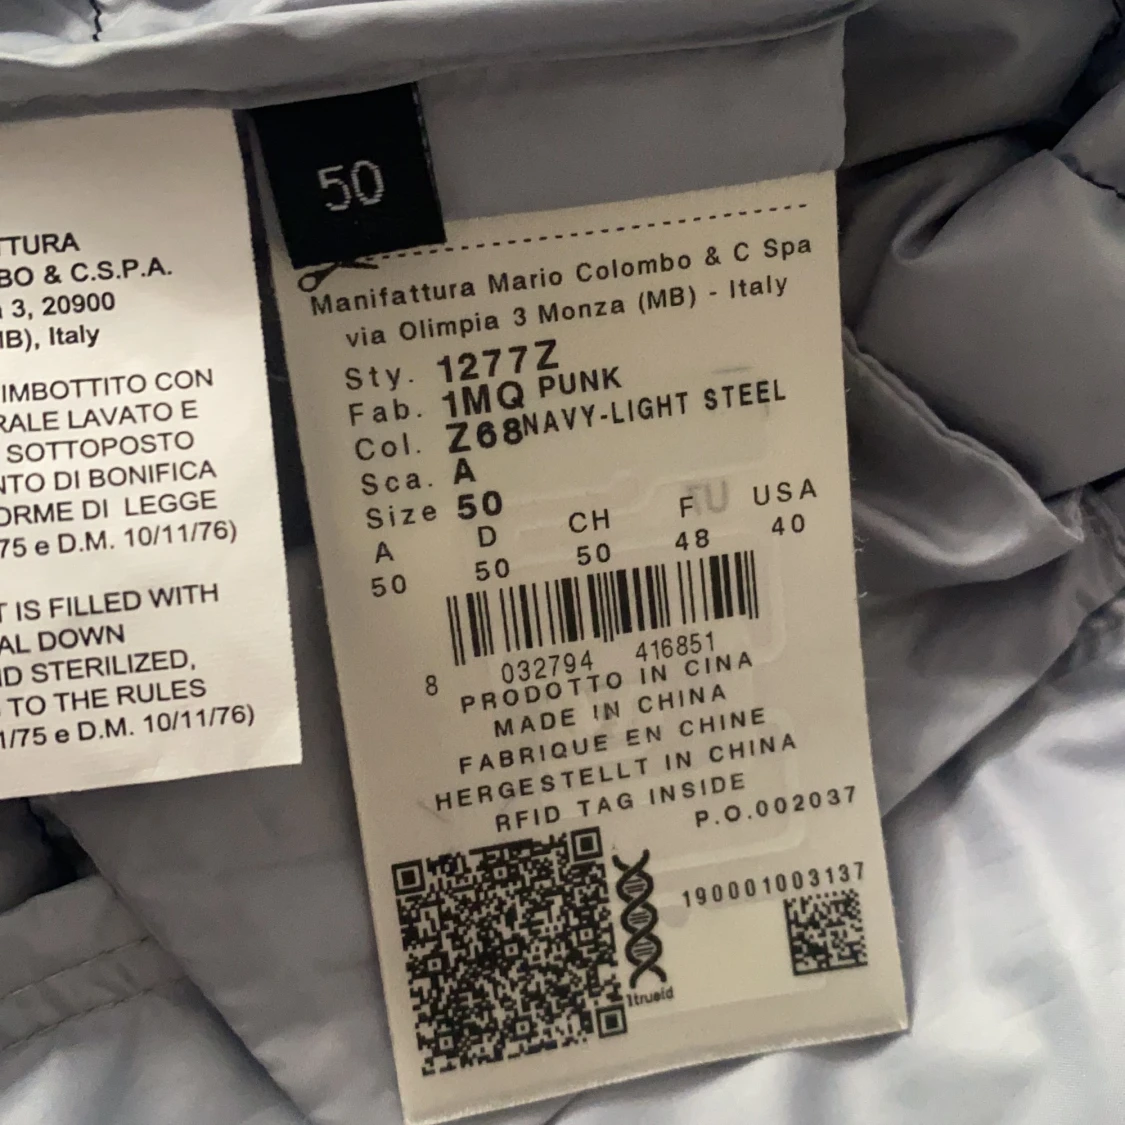 TTURA
BO & C.S.P.A.
3, 20900
IB), Italy
IMBOTTITO CON
RALE LAVATO E
SOTTOPOSTO
NTO DI BONIFICA
ORME DI LEGGE
75 e D.M. 10/11/76)
T IS FILLED WITH
AL DOWN
ND STERILIZED,
TO THE RULES
1/75 e D.M. 10/11/76)
50
Manifattura Mario Colombo & C Spa
via Olimpia 3 Monza (MB) - Italy
Sty. 1277Z
Fab. 1MQ PUNK
Col. Z68NAVY-LIGHT STEEL
Sca. A
Size 50
A D CH F USA
50 50 50 48 40
8 032794 416851
PRODOTTO IN CINA
MADE IN CHINA
FABRIQUE EN CHINE
HERGESTELLT IN CHINA
RFID TAG INSIDE
P.O.002037
190001003137
1trueid